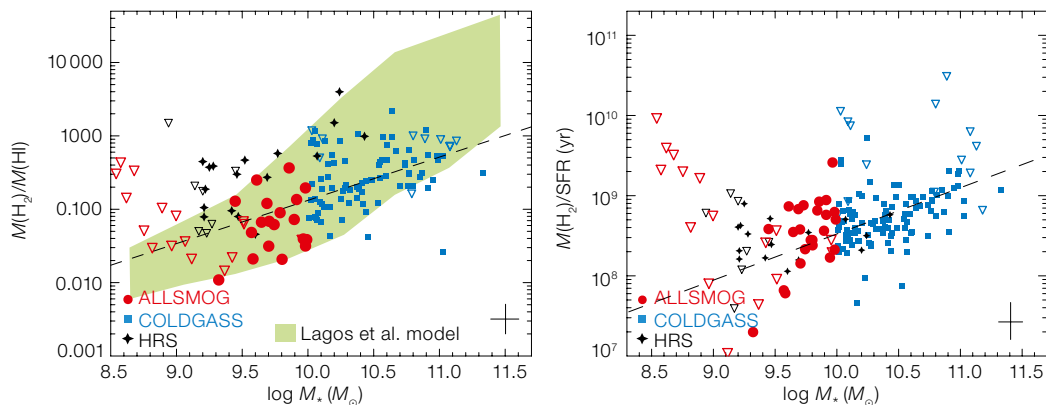 M(H₂)/M(HI)
10 000
1000
1.000
0.100
0.010
0.001
ALLSMOG
COLDGASS
HRS
Lagos et al. model
8.5 9.0 9.5 10.0 10.5 11.0 11.5
log M⋆ (M⊙)
M(H₂)/SFR (yr)
10¹¹
10¹⁰
10⁹
10⁸
10⁷
ALLSMOG
COLDGASS
HRS
8.5 9.0 9.5 10.0 10.5 11.0 11.5
log M⋆ (M⊙)